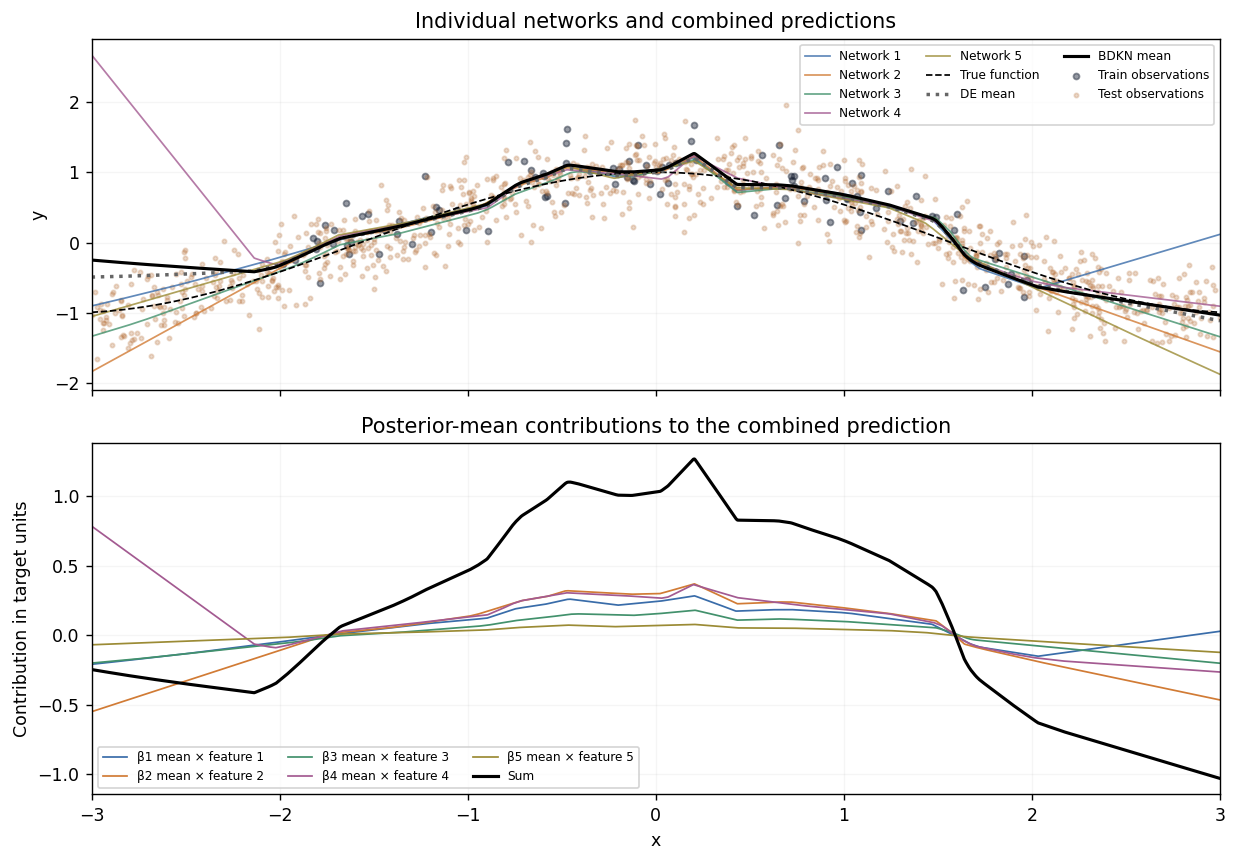 Individual networks and combined predictions
Network 1
Network 2
Network 3
Network 4
Network 5
True function
DE mean
BDKN mean
Train observations
Test observations
y
2
1
0
−1
−2
Posterior-mean contributions to the combined prediction
Contribution in target units
1.0
0.5
0.0
−0.5
−1.0
β1 mean × feature 1
β2 mean × feature 2
β3 mean × feature 3
β4 mean × feature 4
β5 mean × feature 5
Sum
−3
−2
−1
0
1
2
3
x